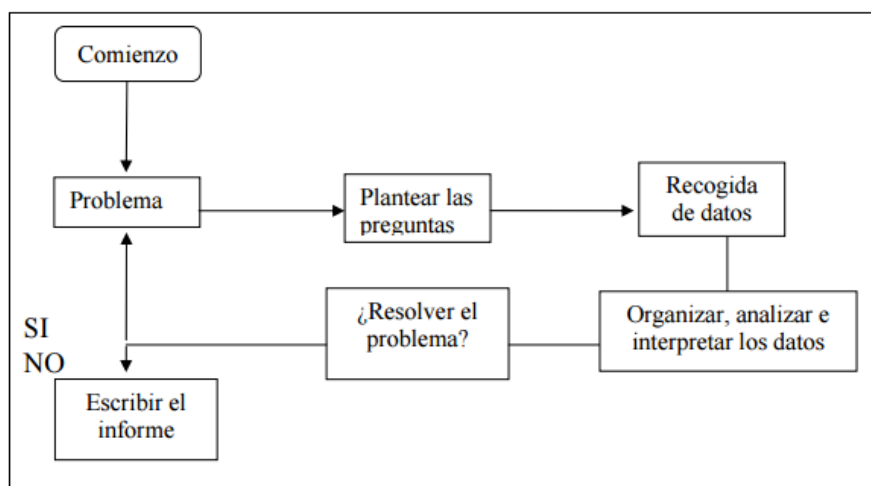 Comienzo
Problema
Plantear las
preguntas
Recogida
de datos
Organizar, analizar e
interpretar los datos
¿Resolver el
problema?
SI
NO
Escribir el
informe